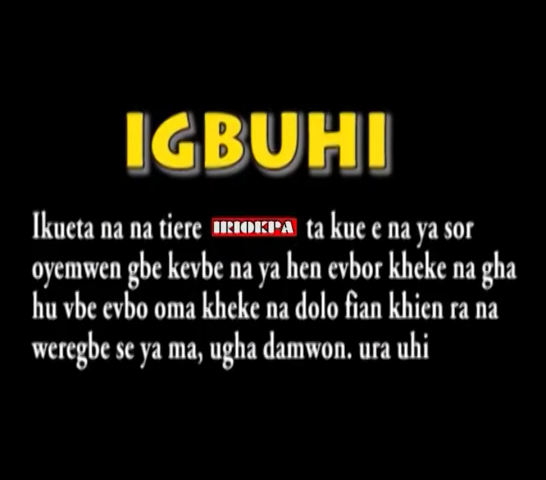 IGBUHI
Ikueta na na tiere IRIOKPA ta kue e na ya sor
oyemwen gbe kevbe na ya hen evbor kheke na gha
hu vbe evbo oma kheke na dolo fian khien ra na
weregbe se ya ma, ugha damwon. ura uhi